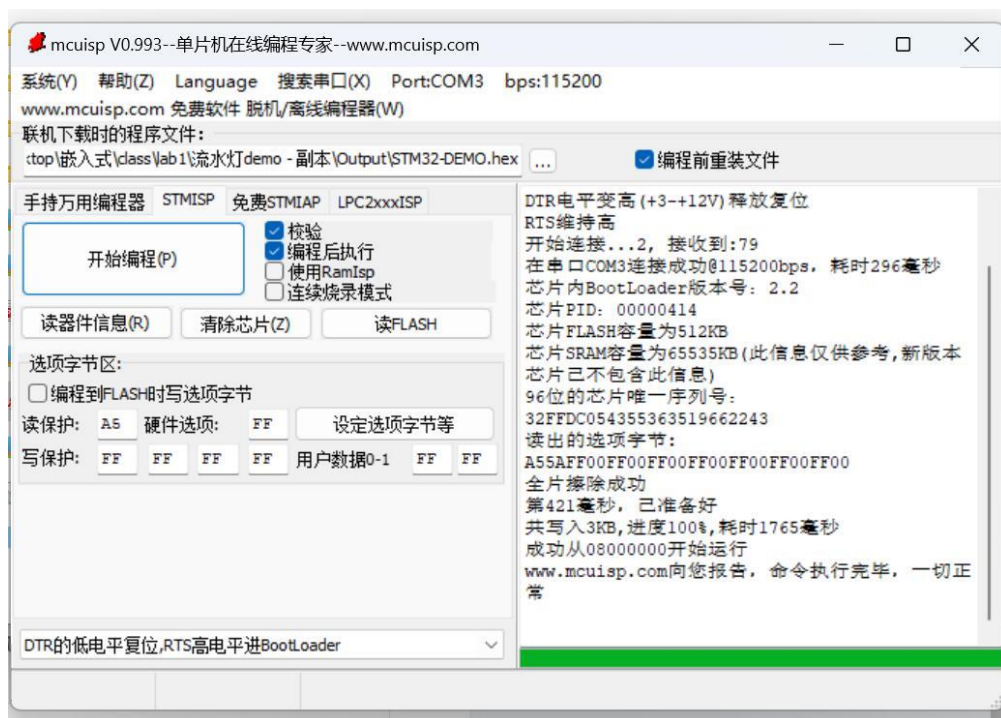 mcuisp V0.993--单片机在线编程专家--www.mcuisp.com
系统(Y) 帮助(Z) Language 搜索串口(X) Port:COM3 bps:115200
www.mcuisp.com 免费软件 脱机/离线编程器(W)
联机下载时的程序文件:
:top\嵌入式\class\lab1\流水灯demo - 副本\Output\STM32-DEMO.hex ... 编程前重装文件
手持万用编程器 STMISP 免费STMIAP LPC2xxxISP
开始编程(P)
校验
编程后执行
使用RamIsp
连续烧录模式
读器件信息(R) 清除芯片(Z) 读FLASH
选项字节区:
编程到FLASH时写选项字节
读保护: A5 硬件选项: FF 设定选项字节等
写保护: FF FF FF FF 用户数据0-1 FF FF
DTR的低电平复位,RTS高电平进BootLoader
DTR电平变高(+3-+12V)释放复位
RTS维持高
开始连接...2, 接收到:79
在串口COM3连接成功@115200bps, 耗时296毫秒
芯片内BootLoader版本号: 2.2
芯片PID: 00000414
芯片FLASH容量为512KB
芯片SRAM容量为65535KB(此信息仅供参考,新版本
芯片已不包含此信息)
96位的芯片唯一序列号:
32FFDC054355363519662243
读出的选项字节:
A55AFF00FF00FF00FF00FF00FF00FF00
全片擦除成功
第421毫秒, 已准备好
共写入3KB,进度100%,耗时1765毫秒
成功从08000000开始运行
www.mcuisp.com向您报告, 命令执行完毕, 一切正
常